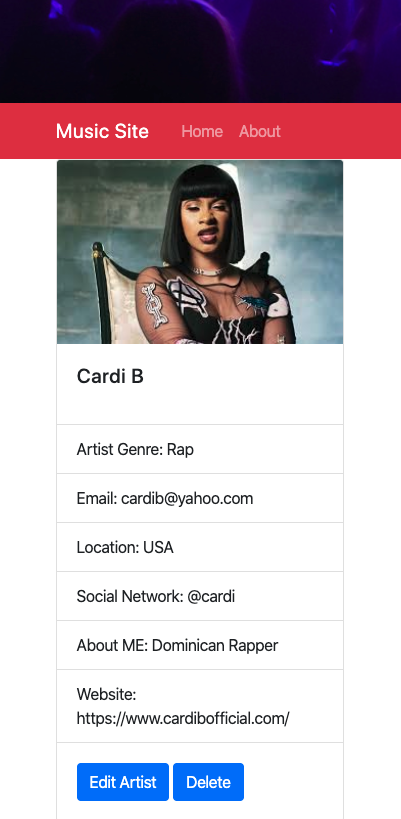 Music Site Home About
Cardi B
Artist Genre: Rap
Email: cardib@yahoo.com
Location: USA
Social Network: @cardi
About ME: Dominican Rapper
Website:
https://www.cardibofficial.com/
Edit Artist Delete